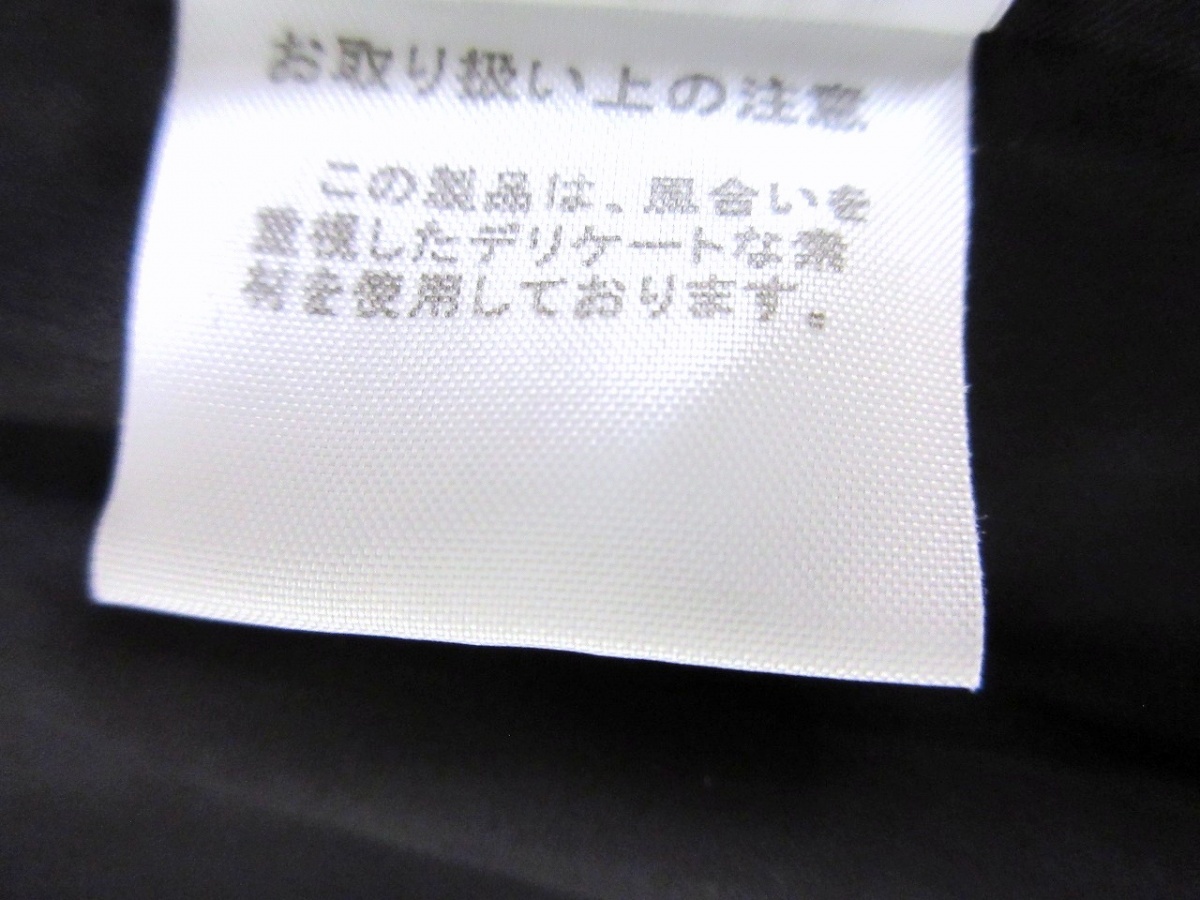 お取り扱い上の注意
この製品は、風合いを
重視したデリケートな素
材を使用しております。